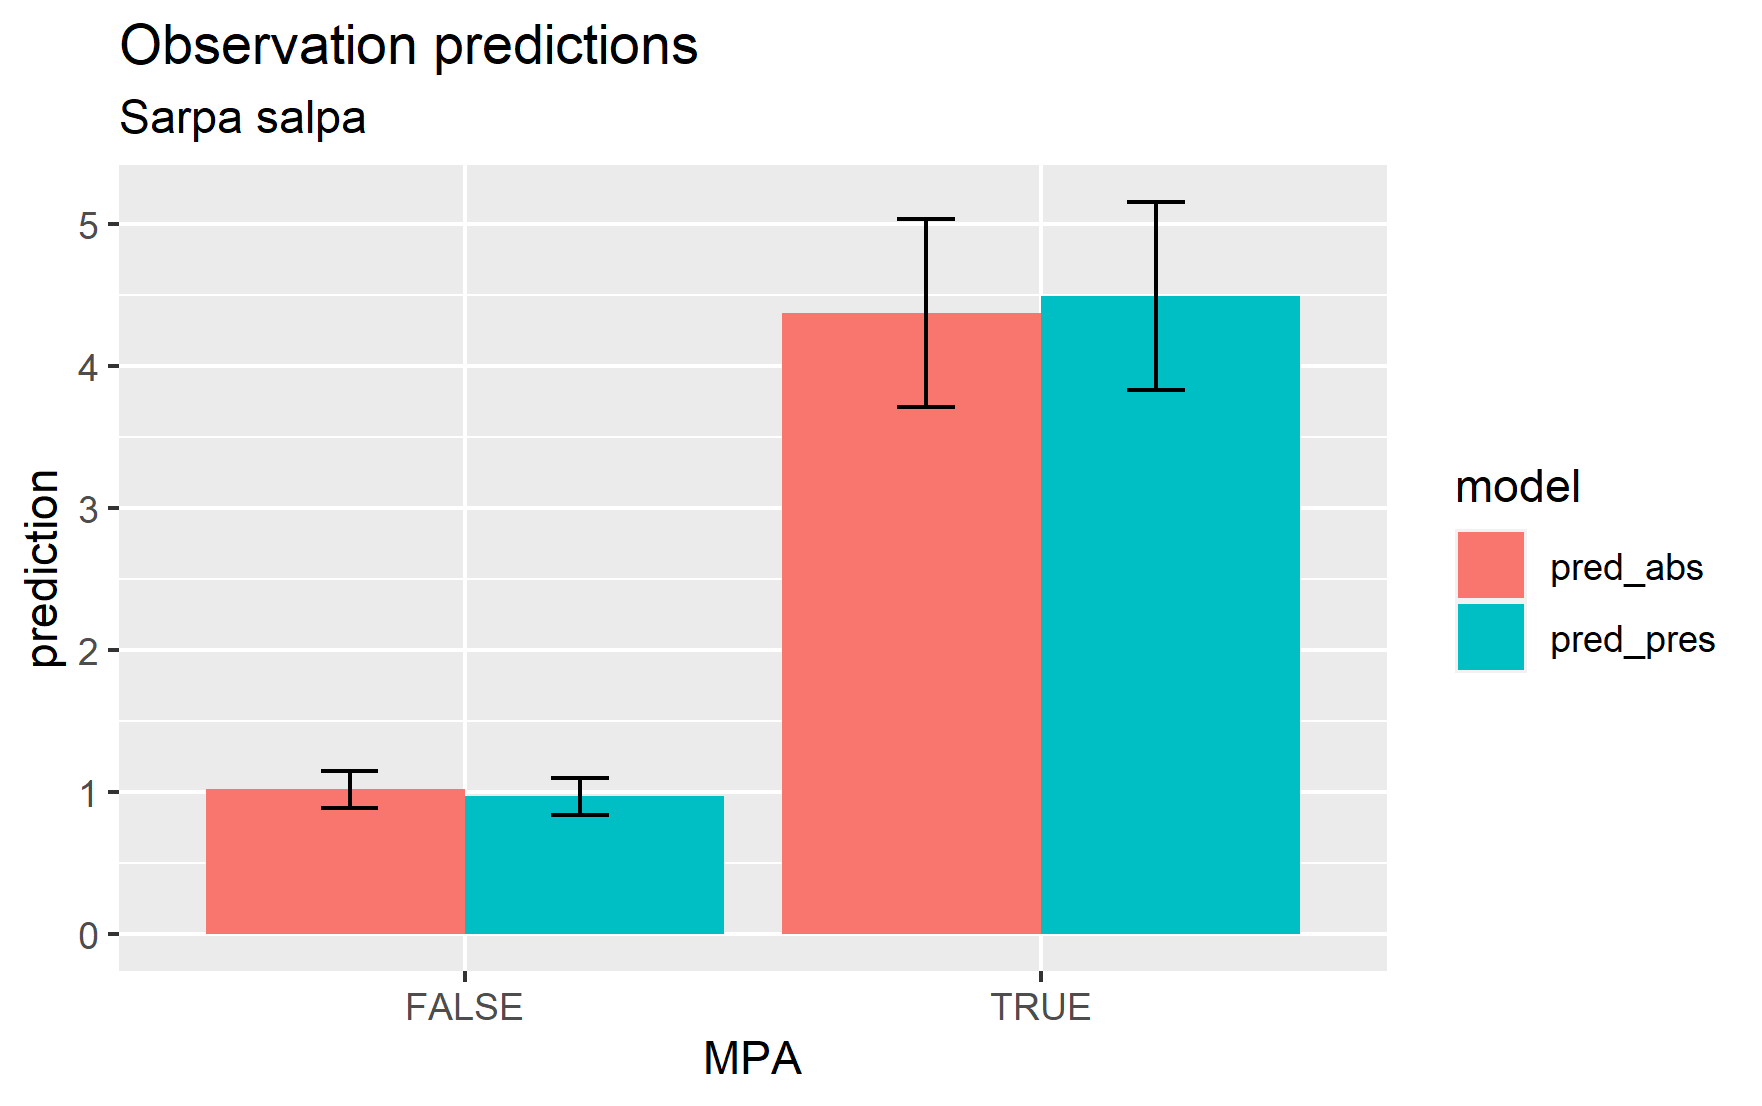 Observation predictions
Sarpa salpa
prediction
5
4
3
2
1
0
FALSE
TRUE
MPA
model
pred_abs
pred_pres